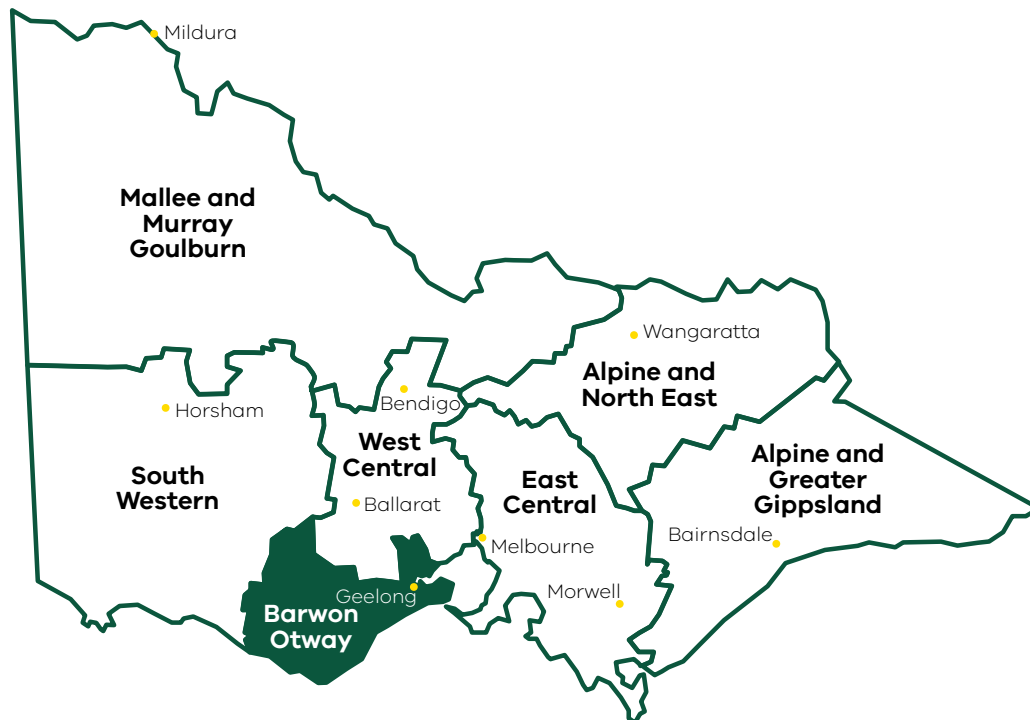 Mildura
Mallee and
Murray
Goulburn
Wangaratta
Alpine and
North East
Bendigo
Horsham
West
Central
South
Western
East
Central
Alpine and
Greater
Gippsland
Ballarat
Melbourne
Bairnsdale
Geelong
Morwell
Barwon
Otway